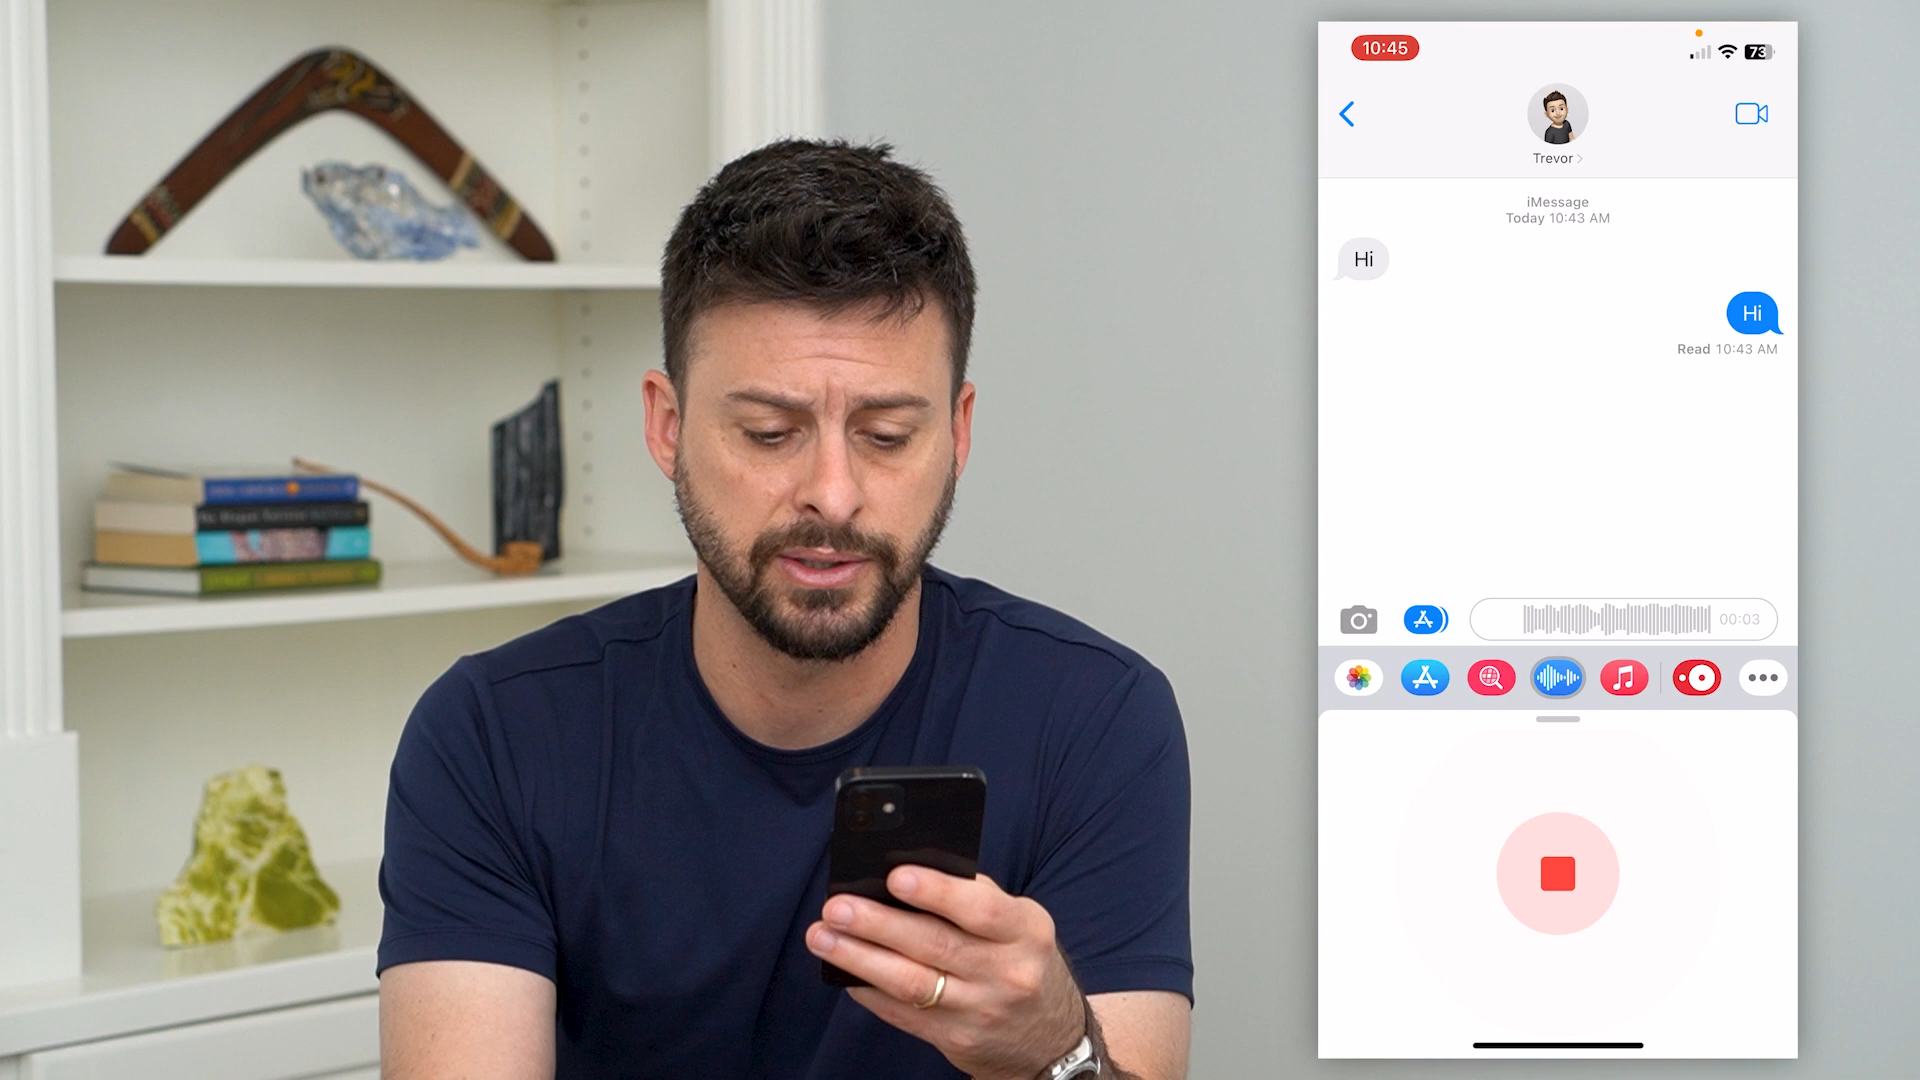 10:45
73
Trevor
iMessage
Today 10:43 AM
Hi
Hi
Read 10:43 AM
00:03